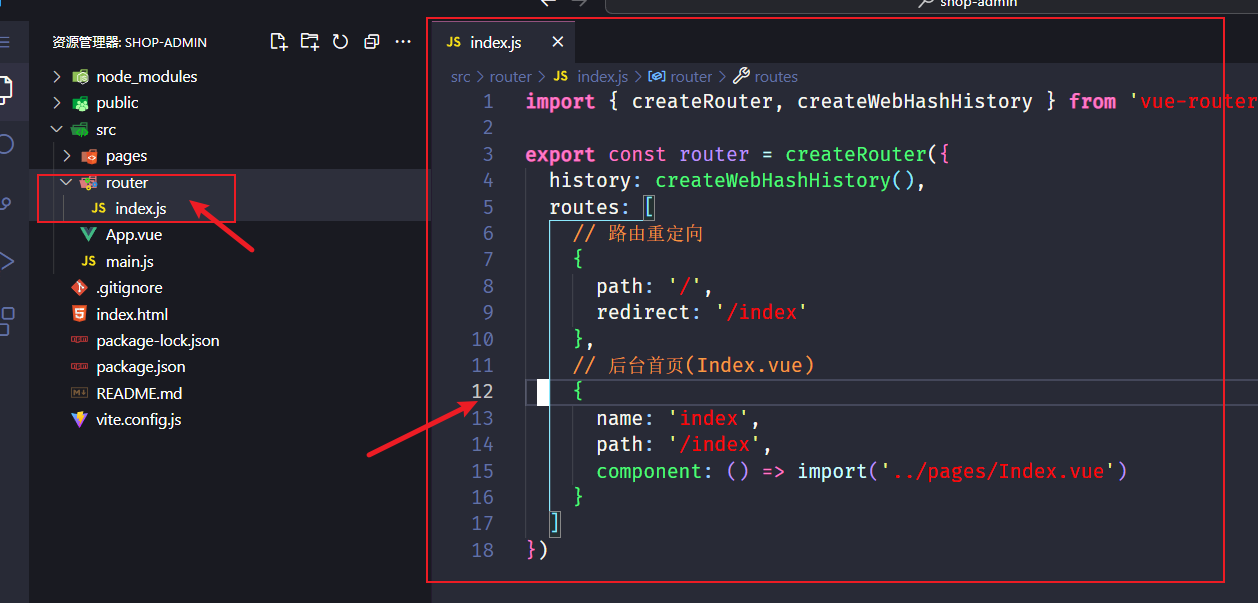 shop-admin
资源管理器: SHOP-ADMIN
node_modules
public
src
pages
router
JS index.js
App.vue
JS main.js
.gitignore
index.html
package-lock.json
package.json
README.md
vite.config.js
JS index.js
src > router > JS index.js > router > routes
1 import { createRouter, createWebHashHistory } from 'vue-router
2
3 export const router = createRouter({
4 history: createWebHashHistory(),
5 routes: [
6 // 路由重定向
7 {
8 path: '/',
9 redirect: '/index'
10 },
11 // 后台首页(Index.vue)
12 {
13 name: 'index',
14 path: '/index',
15 component: () => import('../pages/Index.vue')
16 }
17 ]
18 })